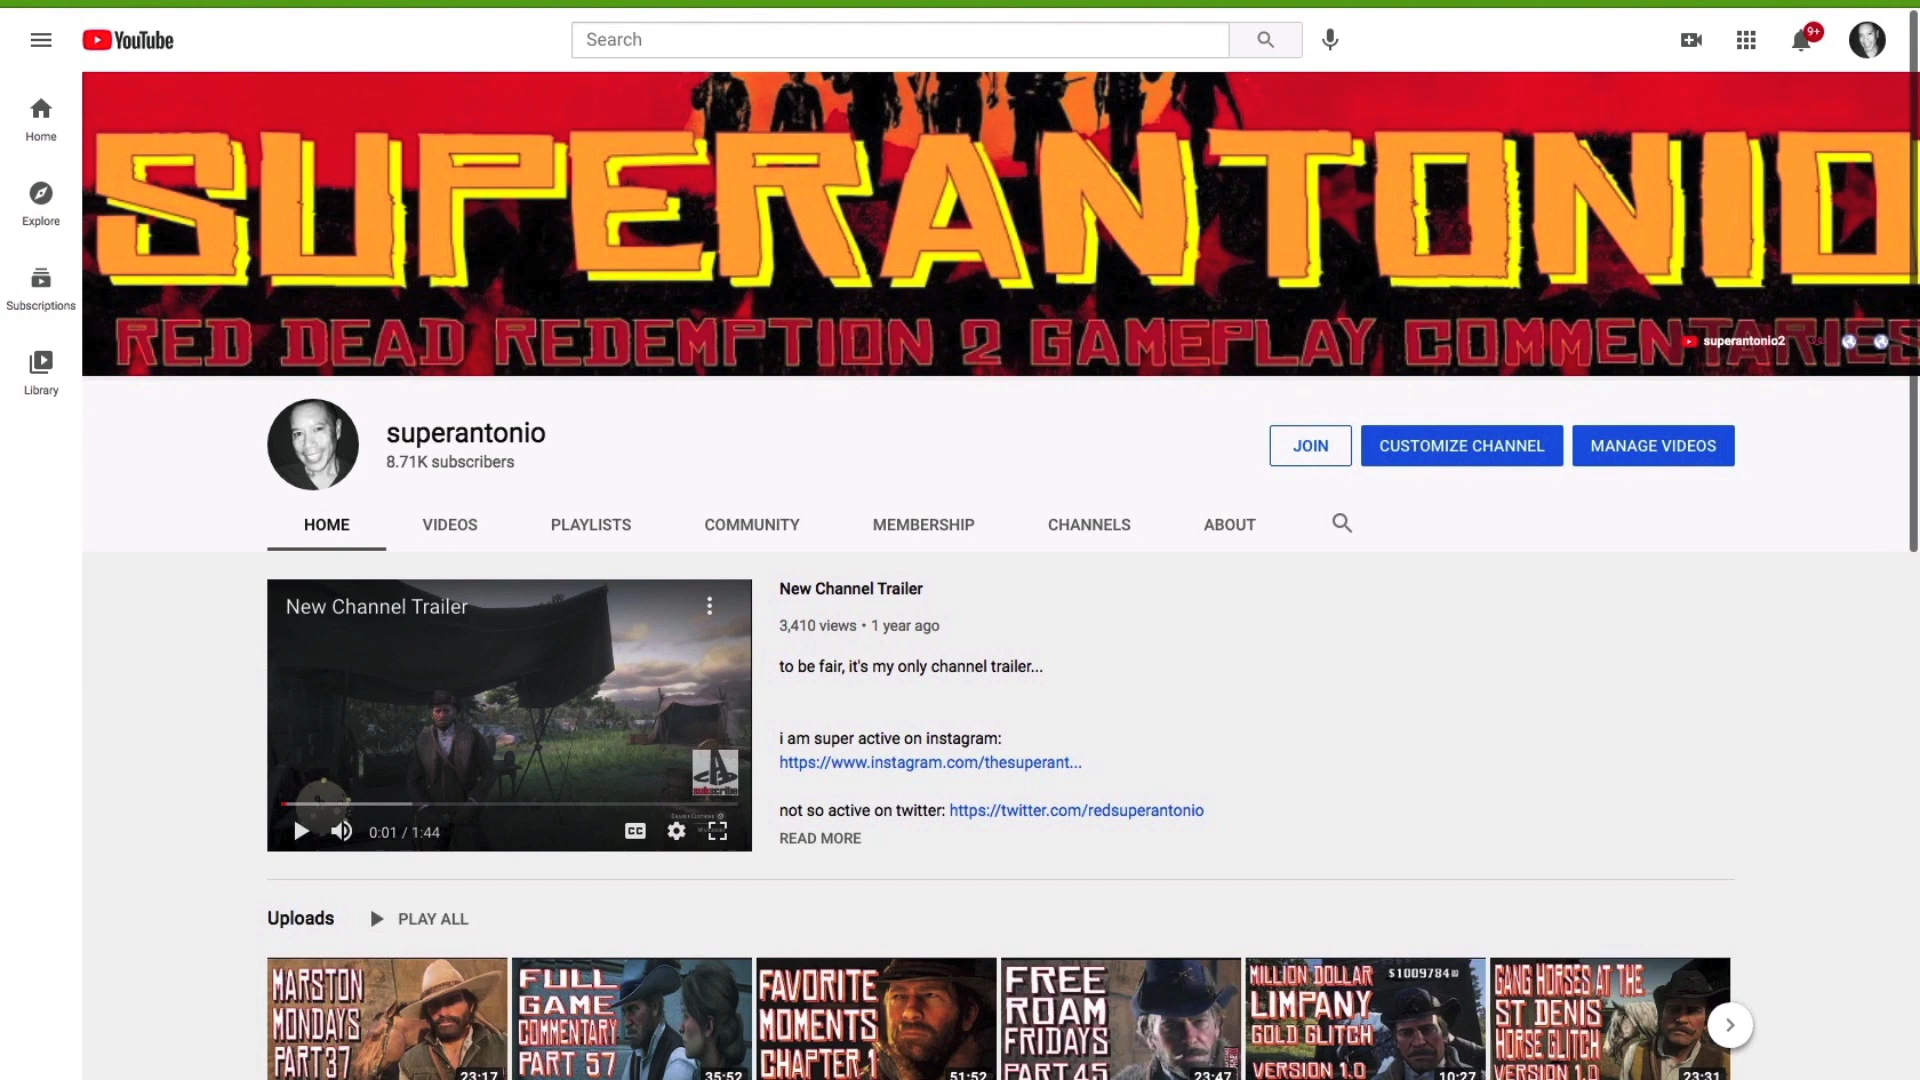 YouTube
Search
9+
Home
Explore
Subscriptions
Library
SUPERANTONIO
RED DEAD REDEMPTION 2 GAMEPLAY COMMENTARIES
superantonio2
superantonio
8.71K subscribers
JOIN
CUSTOMIZE CHANNEL
MANAGE VIDEOS
HOME
VIDEOS
PLAYLISTS
COMMUNITY
MEMBERSHIP
CHANNELS
ABOUT
New Channel Trailer
subscribe
0:01 / 1:44
CC
New Channel Trailer
3,410 views • 1 year ago
to be fair, it's my only channel trailer...
i am super active on instagram:
https://www.instagram.com/thesuperant...
not so active on twitter: https://twitter.com/redsuperantonio
READ MORE
Uploads
PLAY ALL
MARSTON
MONDAYS
PART 37
23:17
FULL
GAME
COMMENTARY
PART 57
35:52
FAVORITE
MOMENTS
CHAPTER 1
51:52
FREE
ROAM
FRIDAYS
PART 45
23:47
MILLION DOLLAR
LIMPANY
GOLD GLITCH
VERSION 1.0
10:27
GANG HORSES AT THE
ST DENIS
HORSE GLITCH
VERSION 1.0
23:31